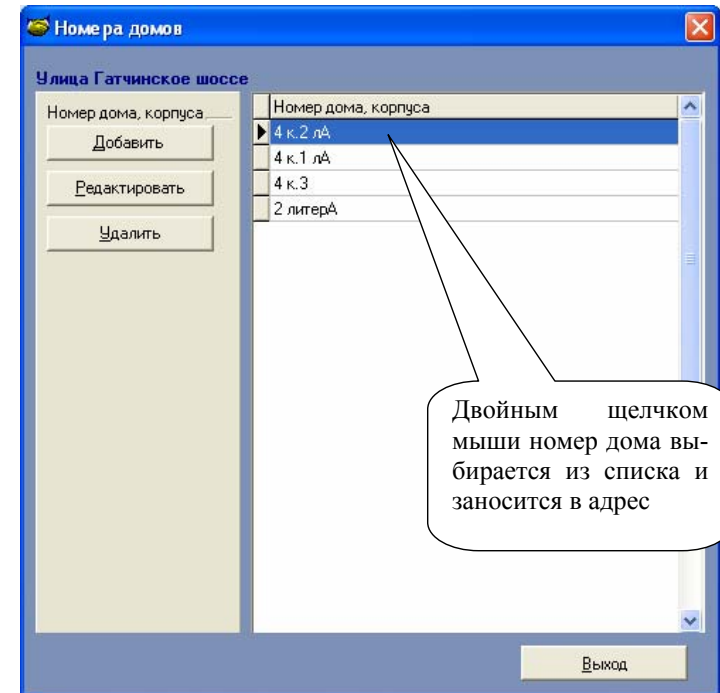 Номера домов
Улица Гатчинское шоссе
Номер дома, корпуса
Добавить
Редактировать
Удалить
Номер дома, корпуса
4 к.2 лА
4 к.1 лА
4 к.3
2 литерА
Двойным щелчком
мыши номер дома вы-
бирается из списка и
заносится в адрес
Выход